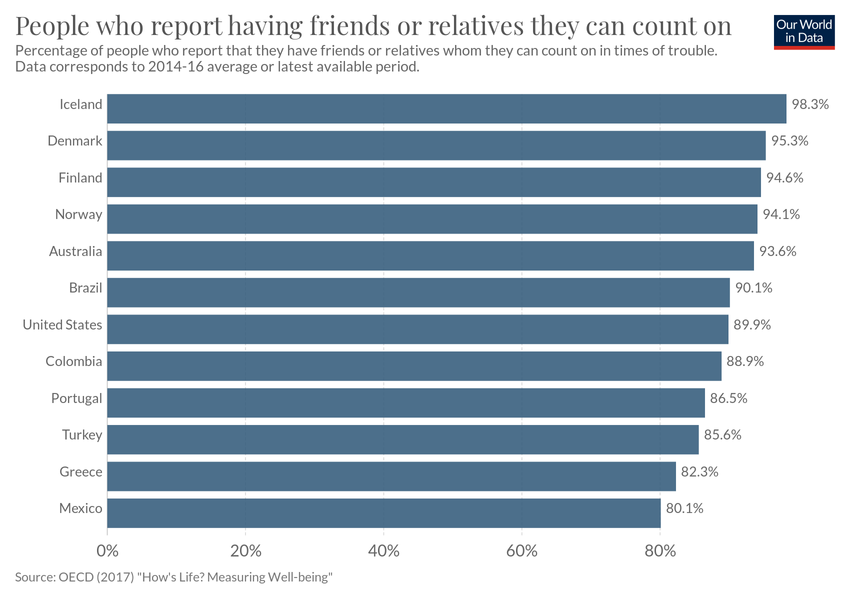 People who report having friends or relatives they can count on
Our World
in Data
Percentage of people who report that they have friends or relatives whom they can count on in times of trouble.
Data corresponds to 2014-16 average or latest available period.
Iceland 98.3%
Denmark 95.3%
Finland 94.6%
Norway 94.1%
Australia 93.6%
Brazil 90.1%
United States 89.9%
Colombia 88.9%
Portugal 86.5%
Turkey 85.6%
Greece 82.3%
Mexico 80.1%
0% 20% 40% 60% 80%
Source: OECD (2017) "How's Life? Measuring Well-being"